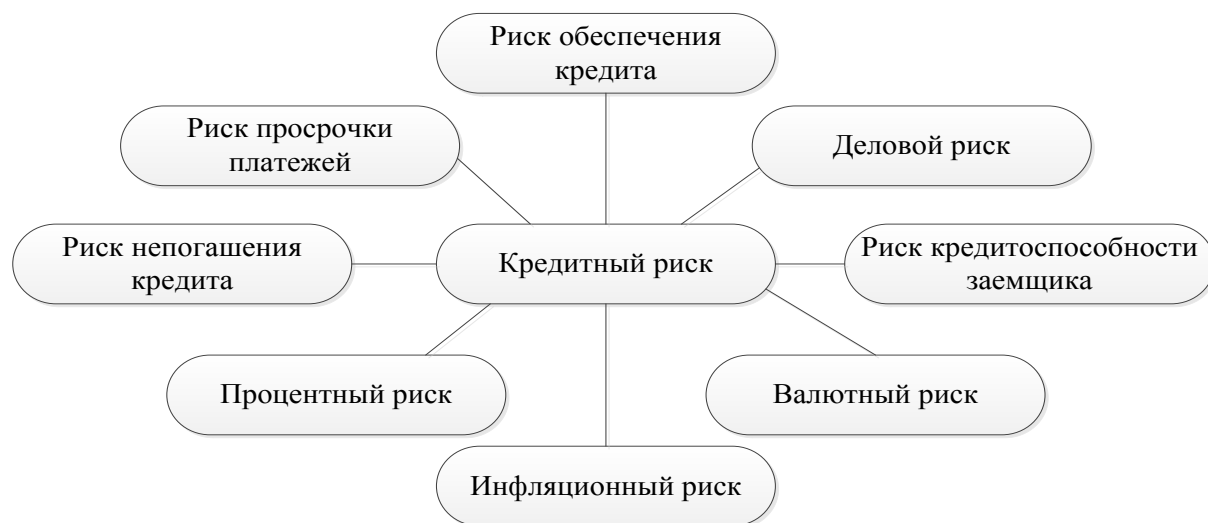 Риск обеспечения
кредита
Риск просрочки
платежей
Деловой риск
Риск непогашения
кредита
Кредитный риск
Риск кредитоспособности
заемщика
Процентный риск
Валютный риск
Инфляционный риск